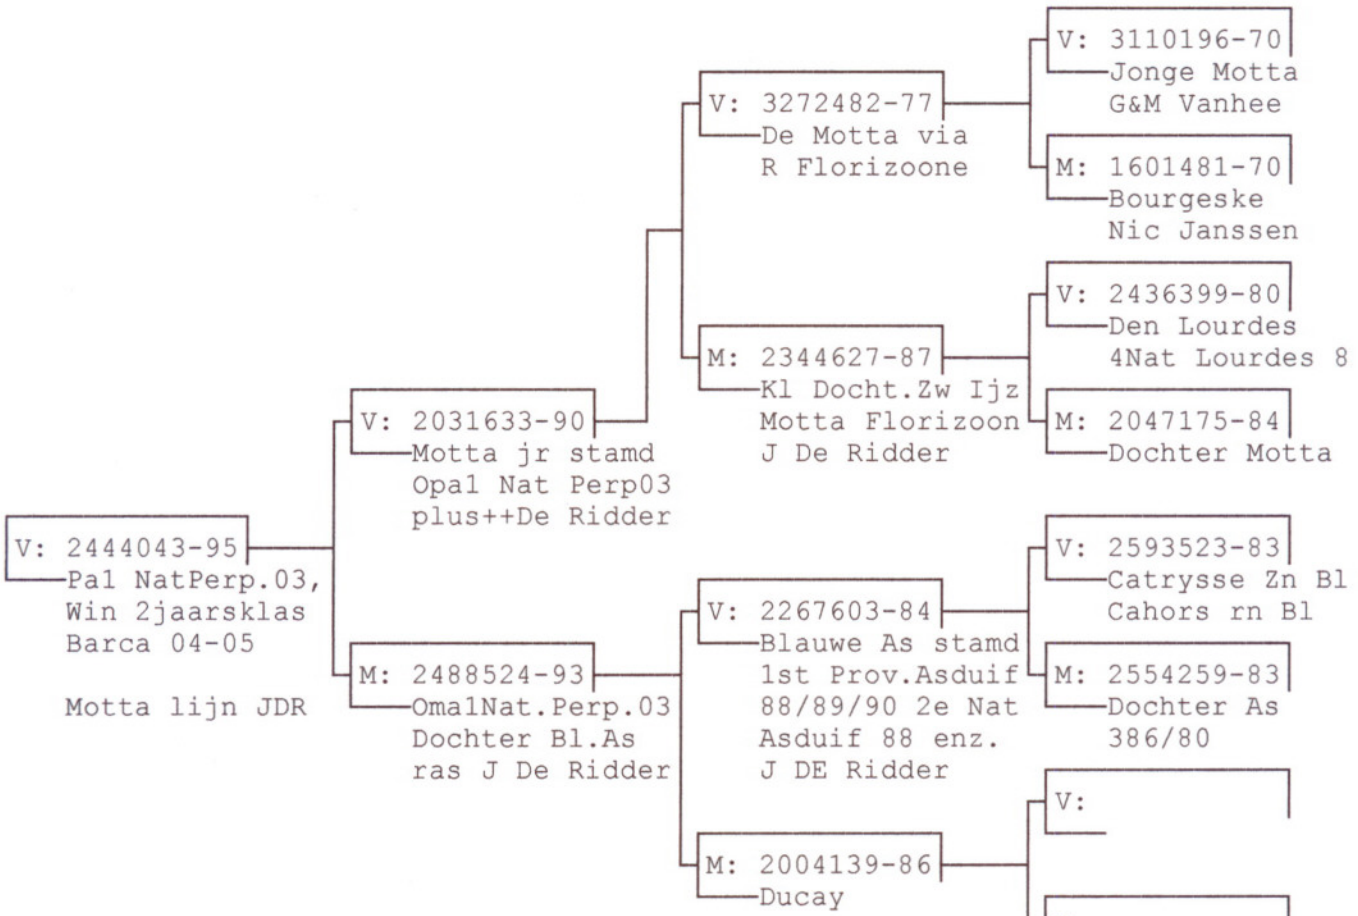 V: 3110196-70
Jonge Motta
G&M Vanhee
V: 3272482-77
De Motta via
R Florizoone
M: 1601481-70
Bourgeske
Nic Janssen
V: 2436399-80
Den Lourdes
4Nat Lourdes 8
M: 2344627-87
Kl Docht.Zw Ijz
Motta Florizoon
J De Ridder
M: 2047175-84
Dochter Motta
V: 2031633-90
Motta jr stamd
Opa1 Nat Perp03
plus++De Ridder
V: 2444043-95
Pa1 NatPerp.03,
Win 2jaarsklas
Barca 04-05
Motta lijn JDR
V: 2593523-83
Catrysse Zn Bl
Cahors rn Bl
V: 2267603-84
Blauwe As stamd
1st Prov.Asduif
88/89/90 2e Nat
Asduif 88 enz.
J DE Ridder
M: 2554259-83
Dochter As
386/80
M: 2488524-93
Oma1Nat.Perp.03
Dochter Bl.As
ras J De Ridder
V:
M: 2004139-86
Ducay